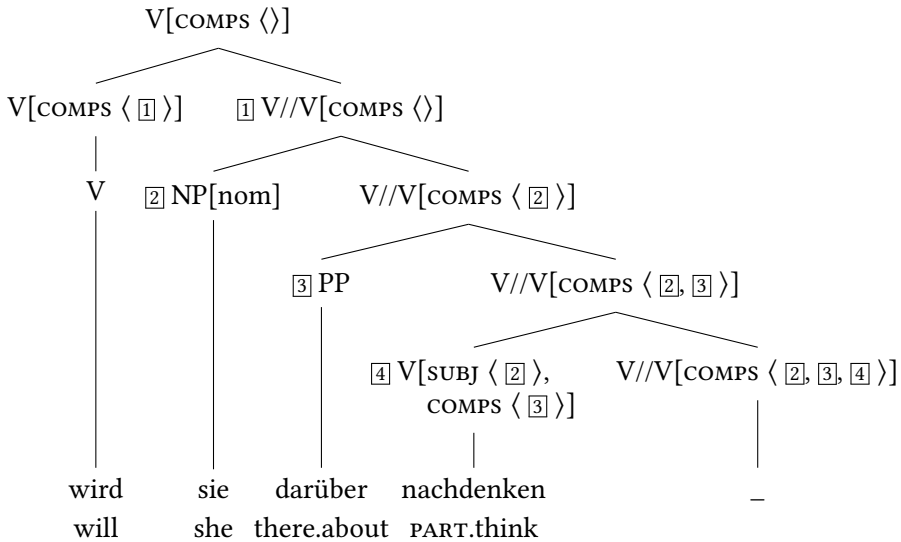 V[COMPS ⟨⟩]
V[COMPS ⟨ 1 ⟩] 1 V//V[COMPS ⟨⟩]
V 2 NP[nom] V//V[COMPS ⟨ 2 ⟩]
3 PP V//V[COMPS ⟨ 2, 3 ⟩]
4 V[SUBJ ⟨ 2 ⟩, V//V[COMPS ⟨ 2, 3, 4 ⟩]
COMPS ⟨ 3 ⟩]
wird sie darüber nachdenken _
will she there.about PART.think